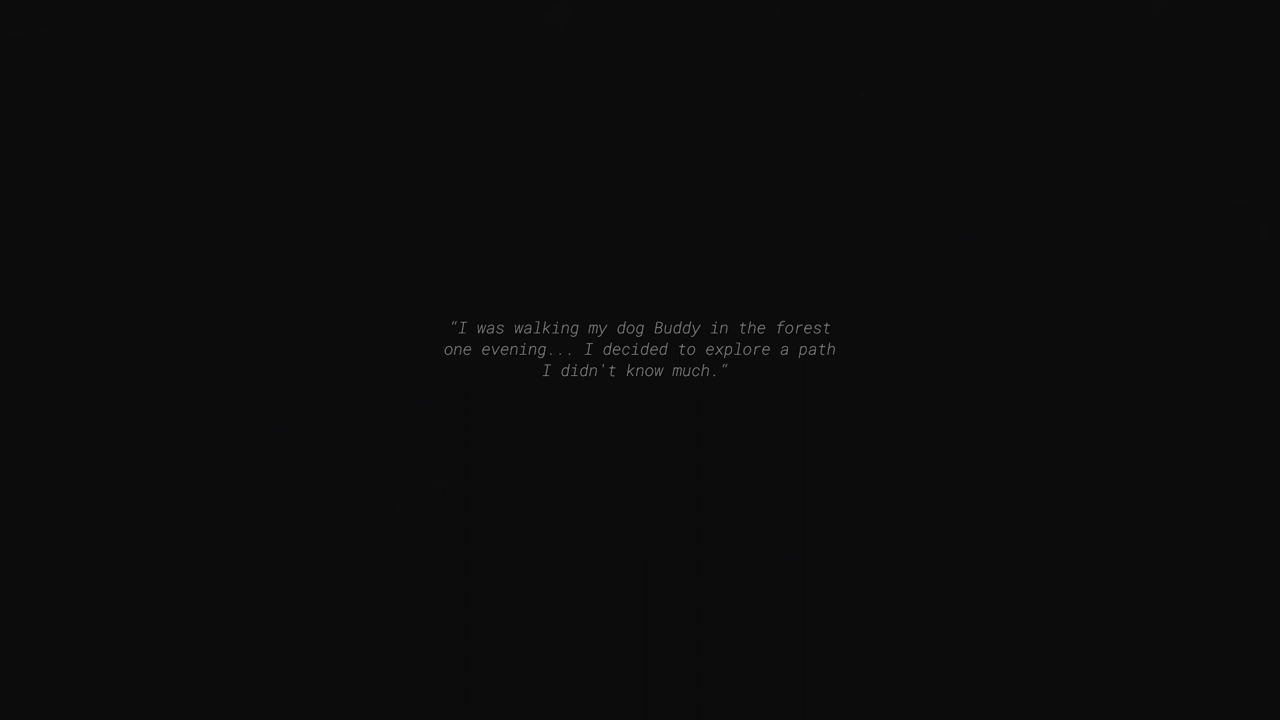 “I was walking my dog Buddy in the forest
one evening... I decided to explore a path
I didn't know much.“